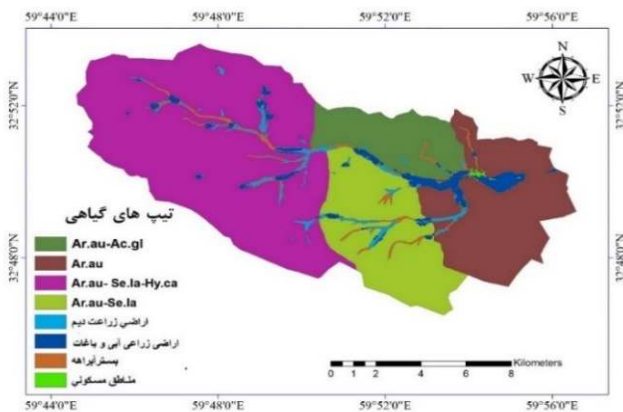 59°44'0"E 59°48'0"E 59°52'0"E 59°56'0"E
N
W E
S
32°52'0"N 32°52'0"N
32°48'0"N 32°48'0"N
تیپ های گیاهی
Ar.au-Ac.gl
Ar.au
Ar.au- Se.la-Hy.ca
Ar.au-Se.la
اراضی زراعت دیم
اراضی زراعی آبی و باغات
بسترآبراهه
مناطق مسکونی
Kilometers
0 1 2 4 6 8
59°44'0"E 59°48'0"E 59°52'0"E 59°56'0"E